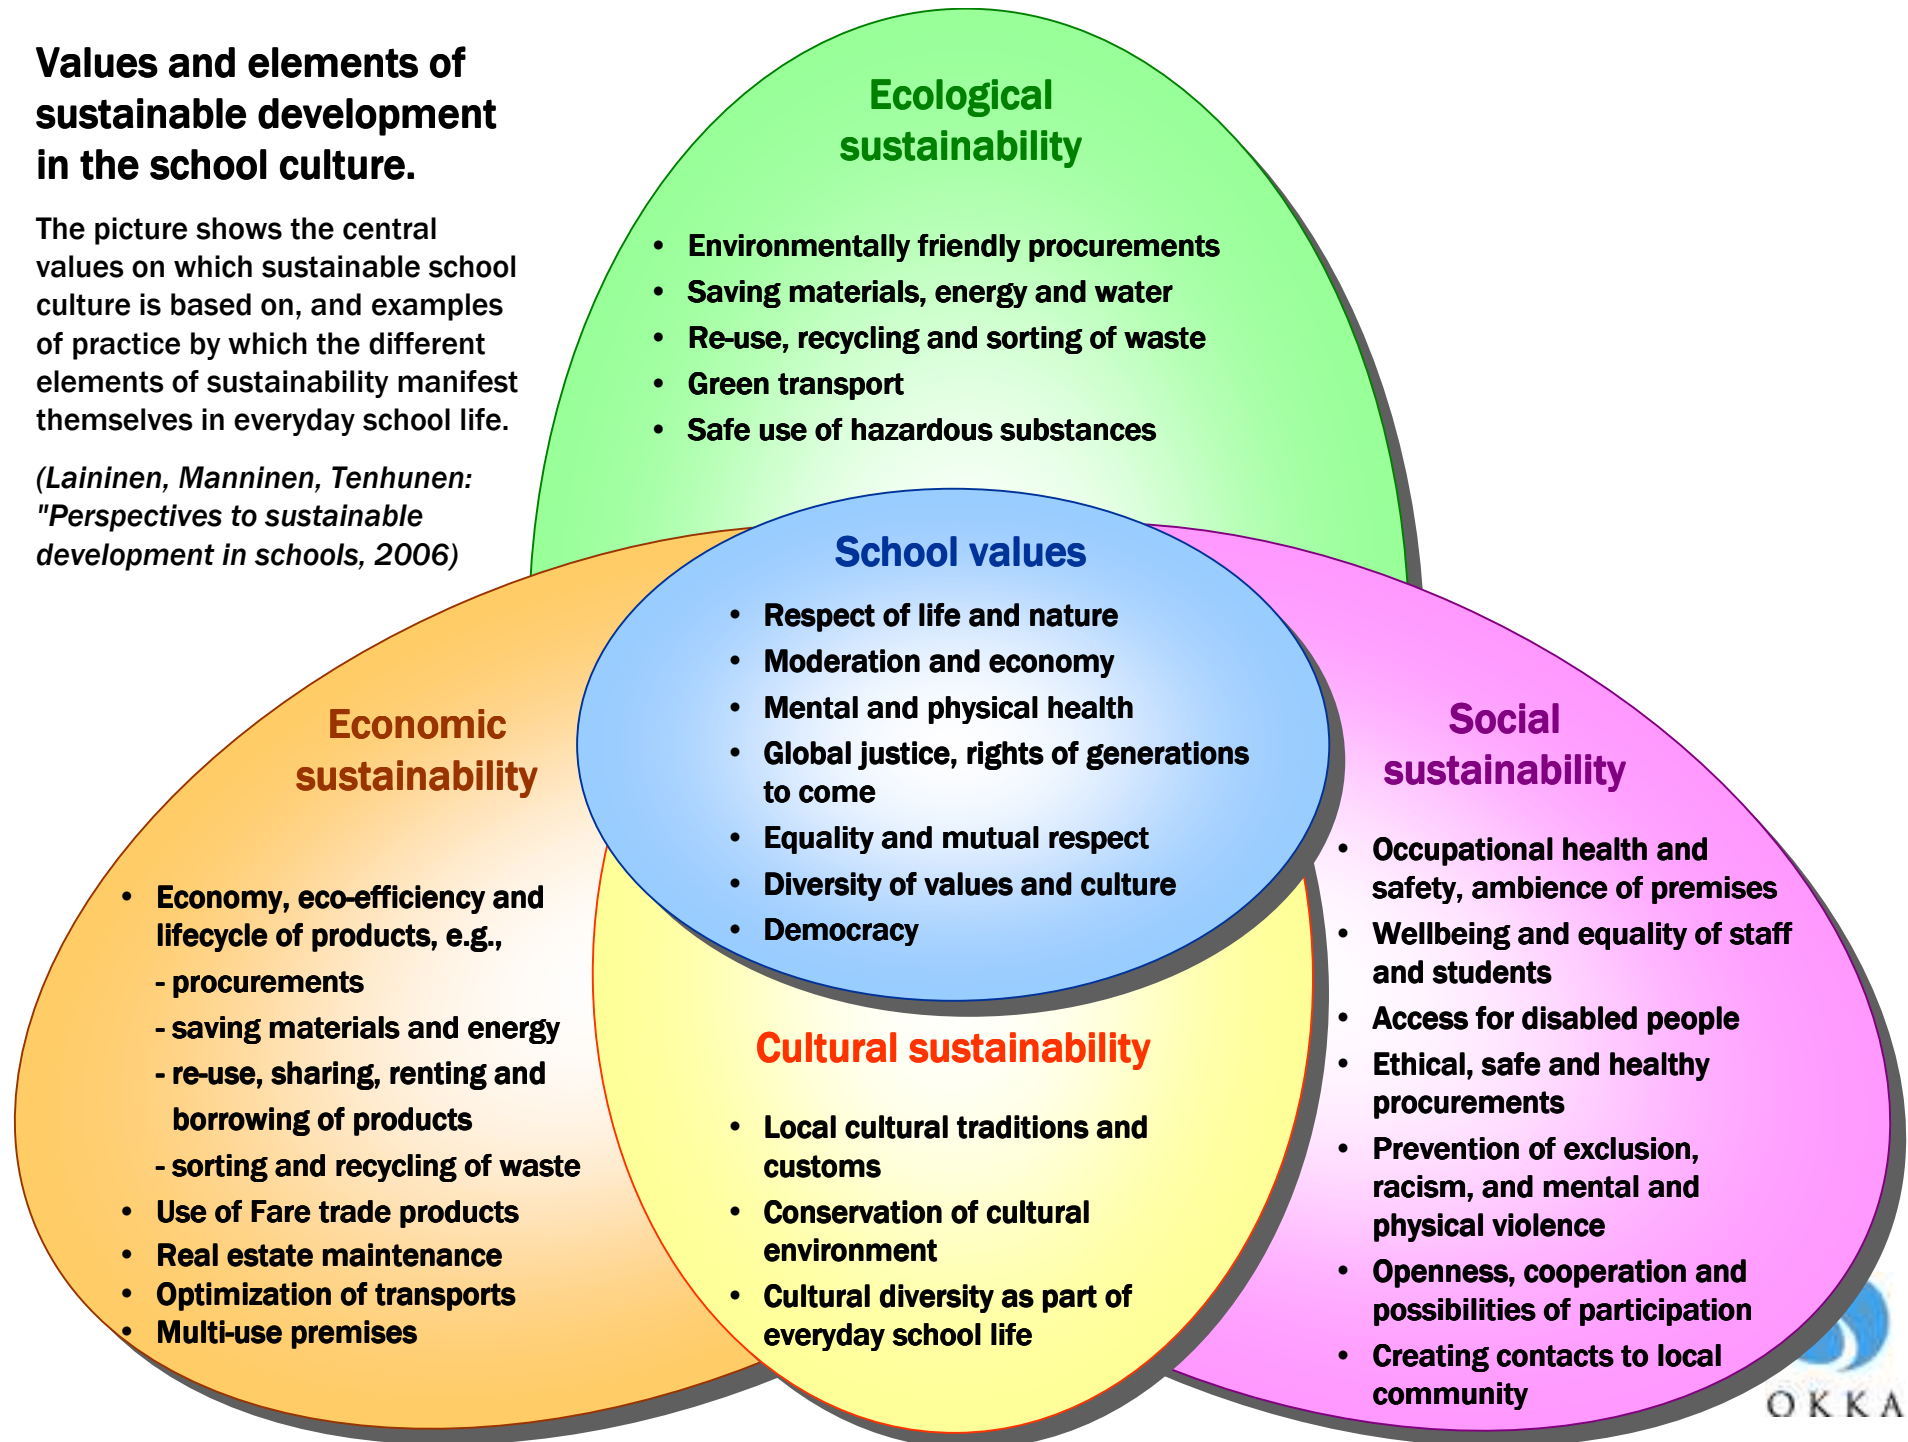 Values and elements of
sustainable development
in the school culture.
The picture shows the central
values on which sustainable school
culture is based on, and examples
of practice by which the different
elements of sustainability manifest
themselves in everyday school life.
(Laininen, Manninen, Tenhunen:
"Perspectives to sustainable
development in schools, 2006)
Ecological
sustainability
• Environmentally friendly procurements
• Saving materials, energy and water
• Re-use, recycling and sorting of waste
• Green transport
• Safe use of hazardous substances
School values
• Respect of life and nature
• Moderation and economy
• Mental and physical health
• Global justice, rights of generations
to come
• Equality and mutual respect
• Diversity of values and culture
• Democracy
Economic
sustainability
• Economy, eco-efficiency and
lifecycle of products, e.g.,
- procurements
- saving materials and energy
- re-use, sharing, renting and
borrowing of products
- sorting and recycling of waste
• Use of Fare trade products
• Real estate maintenance
• Optimization of transports
• Multi-use premises
Cultural sustainability
• Local cultural traditions and
customs
• Conservation of cultural
environment
• Cultural diversity as part of
everyday school life
Social
sustainability
• Occupational health and
safety, ambience of premises
• Wellbeing and equality of staff
and students
• Access for disabled people
• Ethical, safe and healthy
procurements
• Prevention of exclusion,
racism, and mental and
physical violence
• Openness, cooperation and
possibilities of participation
• Creating contacts to local
community
OKKA